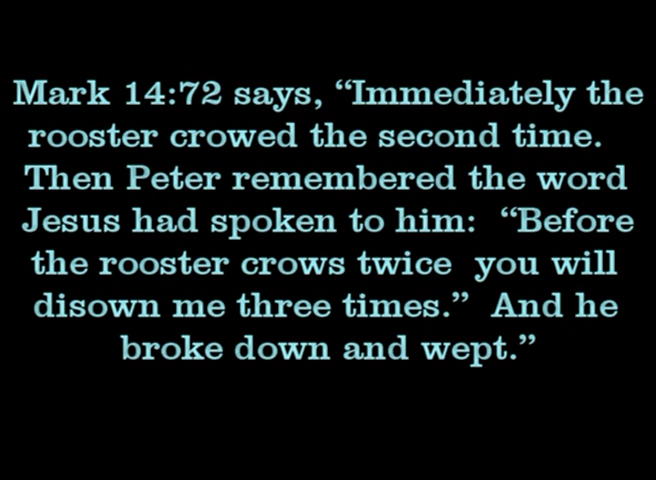 Mark 14:72 says, “Immediately the
rooster crowed the second time.
Then Peter remembered the word
Jesus had spoken to him:  “Before
the rooster crows twice  you will
disown me three times.”  And he
broke down and wept.”